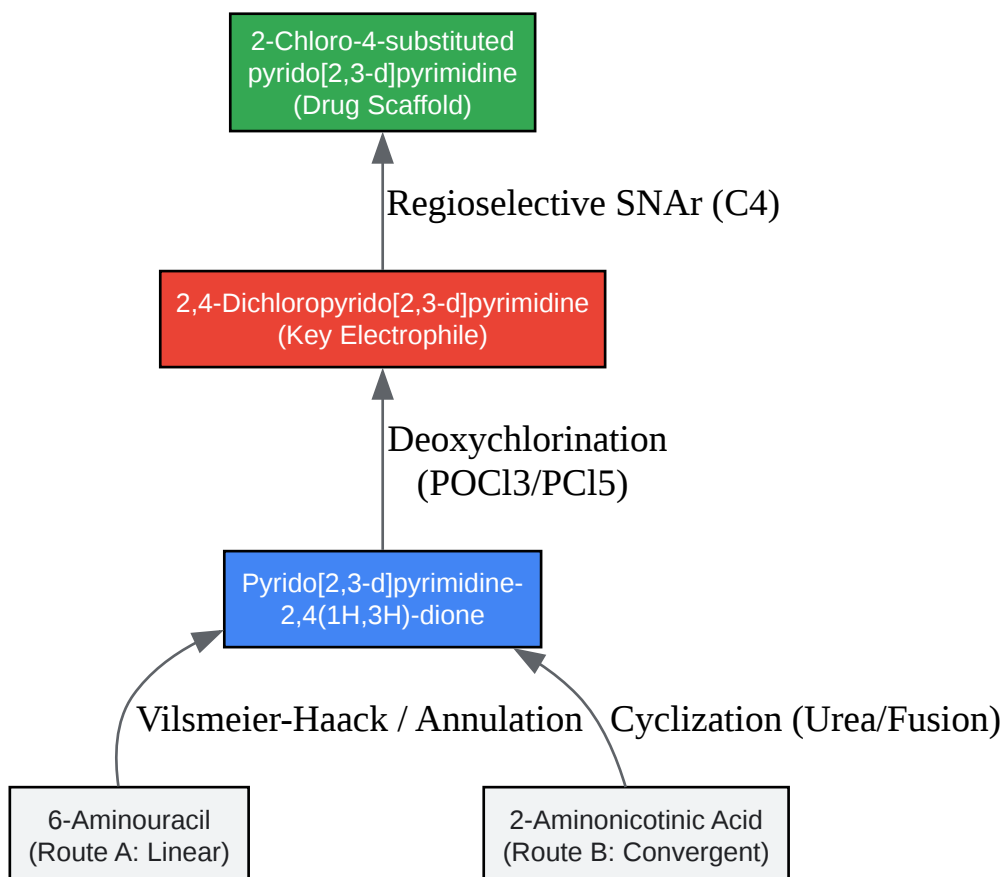 2-Chloro-4-substituted
pyrido[2,3-d]pyrimidine
(Drug Scaffold)
Regioselective SNAr (C4)
2,4-Dichloropyrido[2,3-d]pyrimidine
(Key Electrophile)
Deoxychlorination
(POCl3/PCl5)
Pyrido[2,3-d]pyrimidine-
2,4(1H,3H)-dione
Vilsmeier-Haack / Annulation
Cyclization (Urea/Fusion)
6-Aminouracil
(Route A: Linear)
2-Aminonicotinic Acid
(Route B: Convergent)